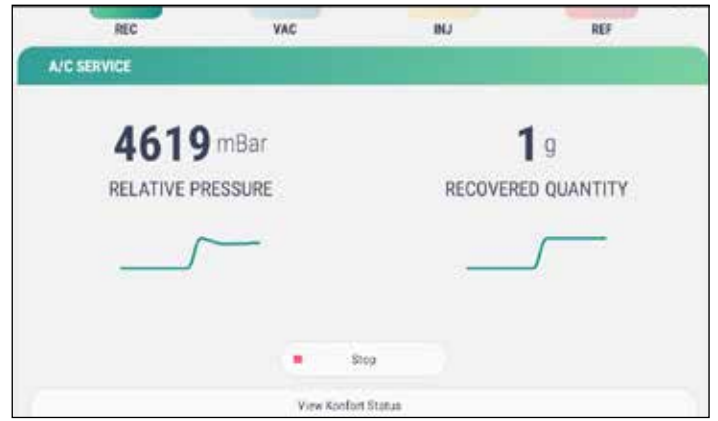 REC VAC INJ REF
A/C SERVICE
4619 mBar 1 g
RELATIVE PRESSURE RECOVERED QUANTITY
Stop
View Konfort Status